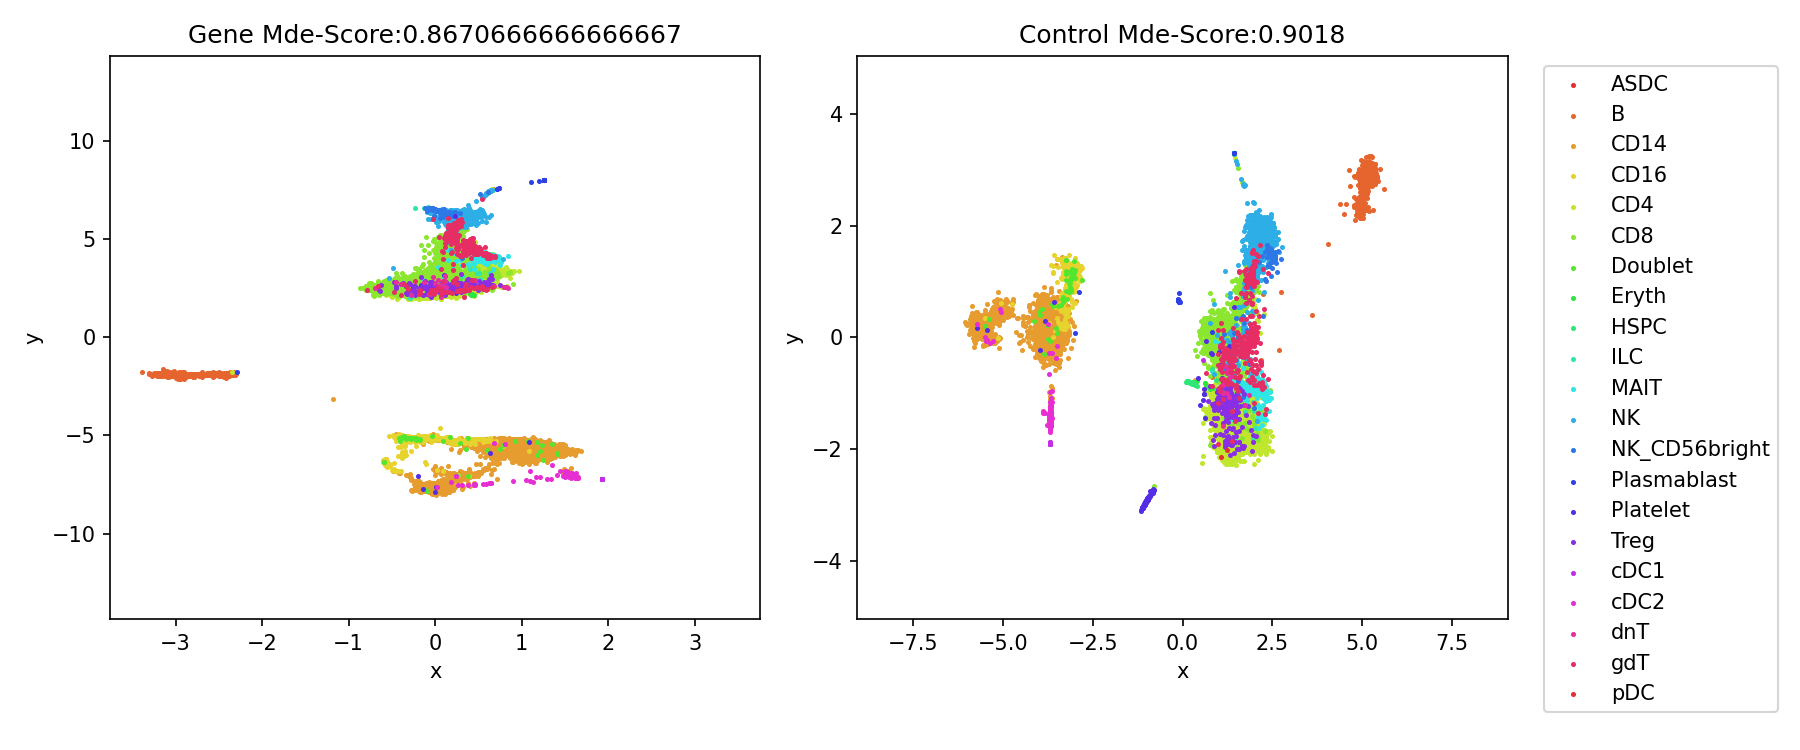 Gene Mde-Score:0.8670666666666667
10
5
0
−5
−10
y
−3
−2
−1
0
1
2
3
x
Control Mde-Score:0.9018
4
2
0
−2
−4
y
−7.5
−5.0
−2.5
0.0
2.5
5.0
7.5
x
ASDC
B
CD14
CD16
CD4
CD8
Doublet
Eryth
HSPC
ILC
MAIT
NK
NK_CD56bright
Plasmablast
Platelet
Treg
cDC1
cDC2
dnT
gdT
pDC